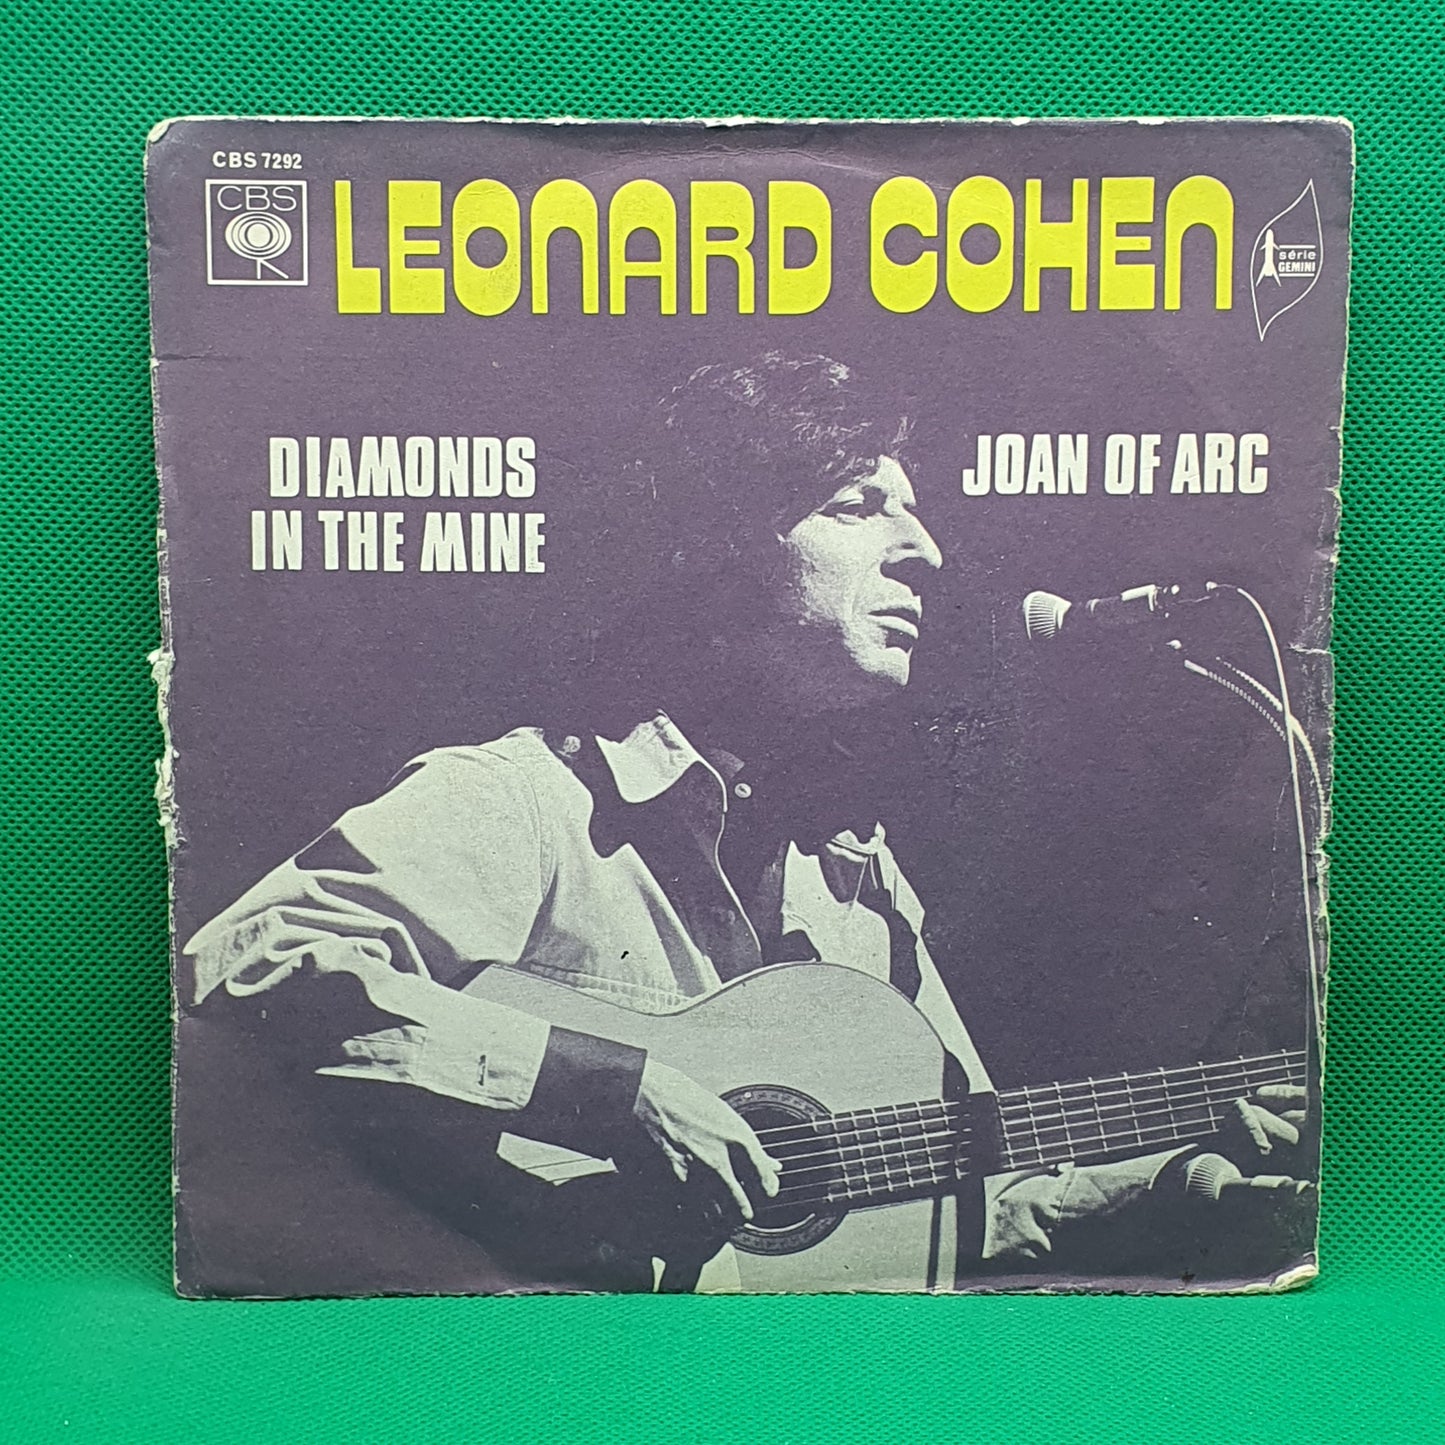 CBS 7292
CBS
LEONARD COHEN
série
GEMINI
DIAMONDS
IN THE MINE
JOAN OF ARC